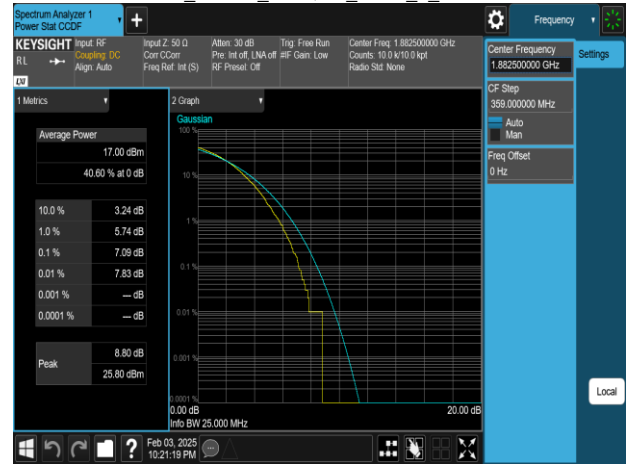 Spectrum Analyzer 1
Power Stat CCDF
Frequency
KEYSIGHT
RL
LXI
Input: RF
Coupling: DC
Align: Auto
Input Z: 50 Ω
Corr CCorr
Freq Ref: Int (S)
Atten: 30 dB
Pre: Int off, LNA off
RF Presel: Off
Trig: Free Run
#IF Gain: Low
Center Freq: 1.882500000 GHz
Counts: 10.0 k/10.0 kpt
Radio Std: None
Center Frequency
1.882500000 GHz
Settings
CF Step
359.000000 MHz
Auto
Man
Freq Offset
0 Hz
1 Metrics
Average Power
17.00 dBm
40.60 % at 0 dB
10.0 % 3.24 dB
1.0 % 5.74 dB
0.1 % 7.09 dB
0.01 % 7.83 dB
0.001 % --- dB
0.0001 % --- dB
Peak
8.80 dB
25.80 dBm
2 Graph
Gaussian
100 %
10 %
1 %
0.1 %
0.01 %
0.001 %
0.0001 %
0.00 dB 20.00 dB
Info BW 25.000 MHz
Local
?
Feb 03, 2025
10:21:19 PM